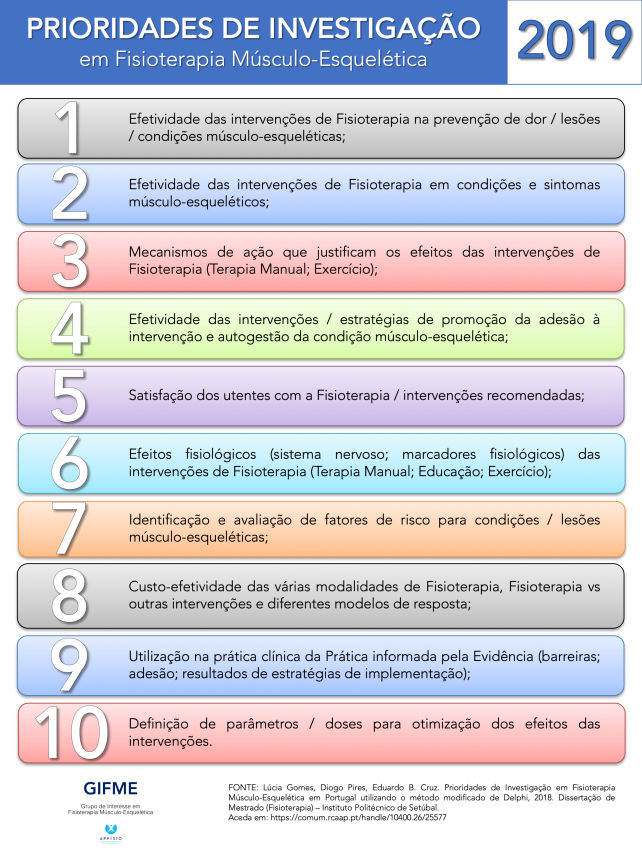 PRIORIDADES DE INVESTIGAÇÃO
em Fisioterapia Músculo-Esquelética
2019
1
Efetividade das intervenções de Fisioterapia na prevenção de dor / lesões
/ condições músculo-esqueléticas;
2
Efetividade das intervenções de Fisioterapia em condições e sintomas
músculo-esqueléticos;
3
Mecanismos de ação que justificam os efeitos das intervenções de
Fisioterapia (Terapia Manual; Exercício);
4
Efetividade das intervenções / estratégias de promoção da adesão à
intervenção e autogestão da condição músculo-esquelética;
5
Satisfação dos utentes com a Fisioterapia / intervenções recomendadas;
6
Efeitos fisiológicos (sistema nervoso; marcadores fisiológicos) das
intervenções de Fisioterapia (Terapia Manual; Educação; Exercício);
7
Identificação e avaliação de fatores de risco para condições / lesões
músculo-esqueléticas;
8
Custo-efetividade das várias modalidades de Fisioterapia, Fisioterapia vs
outras intervenções e diferentes modelos de resposta;
9
Utilização na prática clínica da Prática informada pela Evidência (barreiras;
adesão; resultados de estratégias de implementação);
10
Definição de parâmetros / doses para otimização dos efeitos das
intervenções.
GIFME
Grupo de Interesse em
Fisioterapia Músculo-Esquelética
APFISIO
FONTE: Lúcia Gomes, Diogo Pires, Eduardo B. Cruz. Prioridades de Investigação em Fisioterapia
Músculo-Esquelética em Portugal utilizando o método modificado de Delphi, 2018. Dissertação de
Mestrado (Fisioterapia) – Instituto Politécnico de Setúbal.
Aceda em: https://comum.rcaap.pt/handle/10400.26/25577